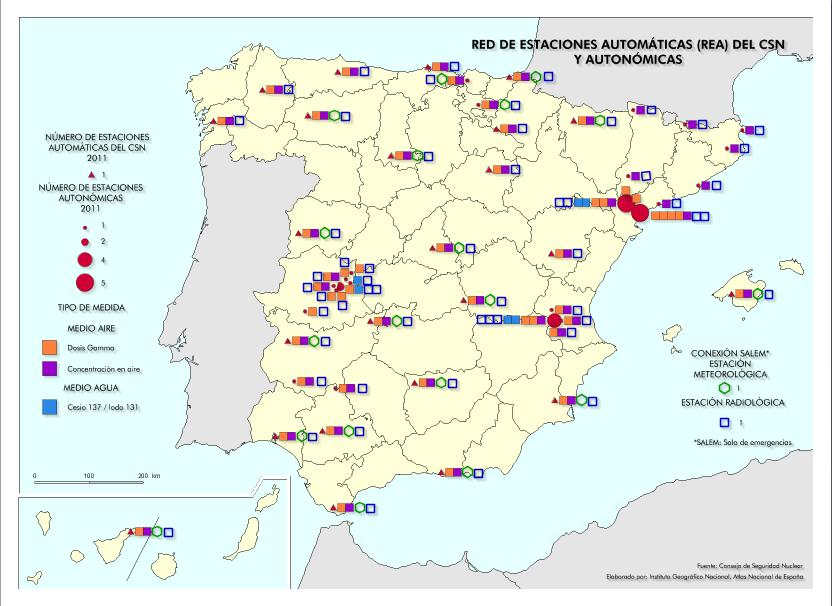 RED DE ESTACIONES AUTOMÁTICAS (REA) DEL CSN
Y AUTONÓMICAS
NÚMERO DE ESTACIONES
AUTOMÁTICAS DEL CSN
2011
1
NÚMERO DE ESTACIONES
AUTONÓMICAS
2011
1
2
4
5
TIPO DE MEDIDA
MEDIO AIRE
Dosis Gamma
Concentración en aire
MEDIO AGUA
Cesio 137 / Iodo 131
0 100 200 km
CONEXIÓN SALEM*
ESTACIÓN
METEOROLÓGICA
1
ESTACIÓN RADIOLÓGICA
1
*SALEM: Sala de emergencias
Fuente: Consejo de Seguridad Nuclear
Elaborado por: Instituto Geográfico Nacional, Atlas Nacional de España